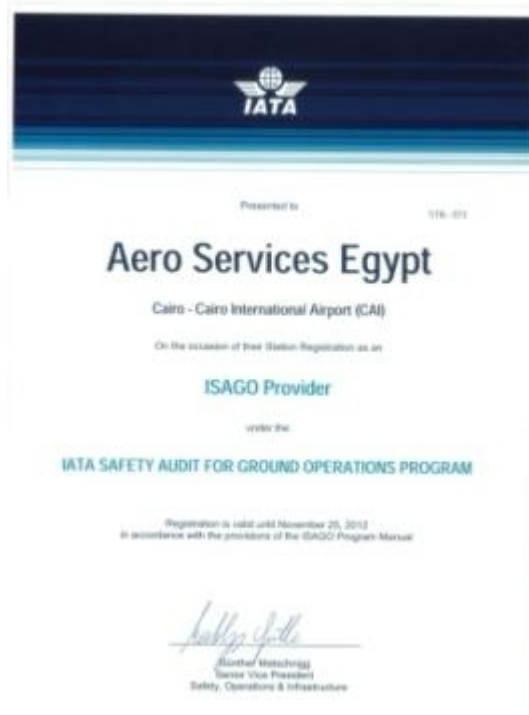 IATA
Presented to
Aero Services Egypt
Cairo - Cairo International Airport (CAI)
On the occasion of their Station Registration as an
ISAGO Provider
under the
IATA SAFETY AUDIT FOR GROUND OPERATIONS PROGRAM
Registration is valid until November 25, 2012
in accordance with the provisions of the ISAGO Program Manual
Günther Matschnigg
Senior Vice President
Safety, Operations & Infrastructure